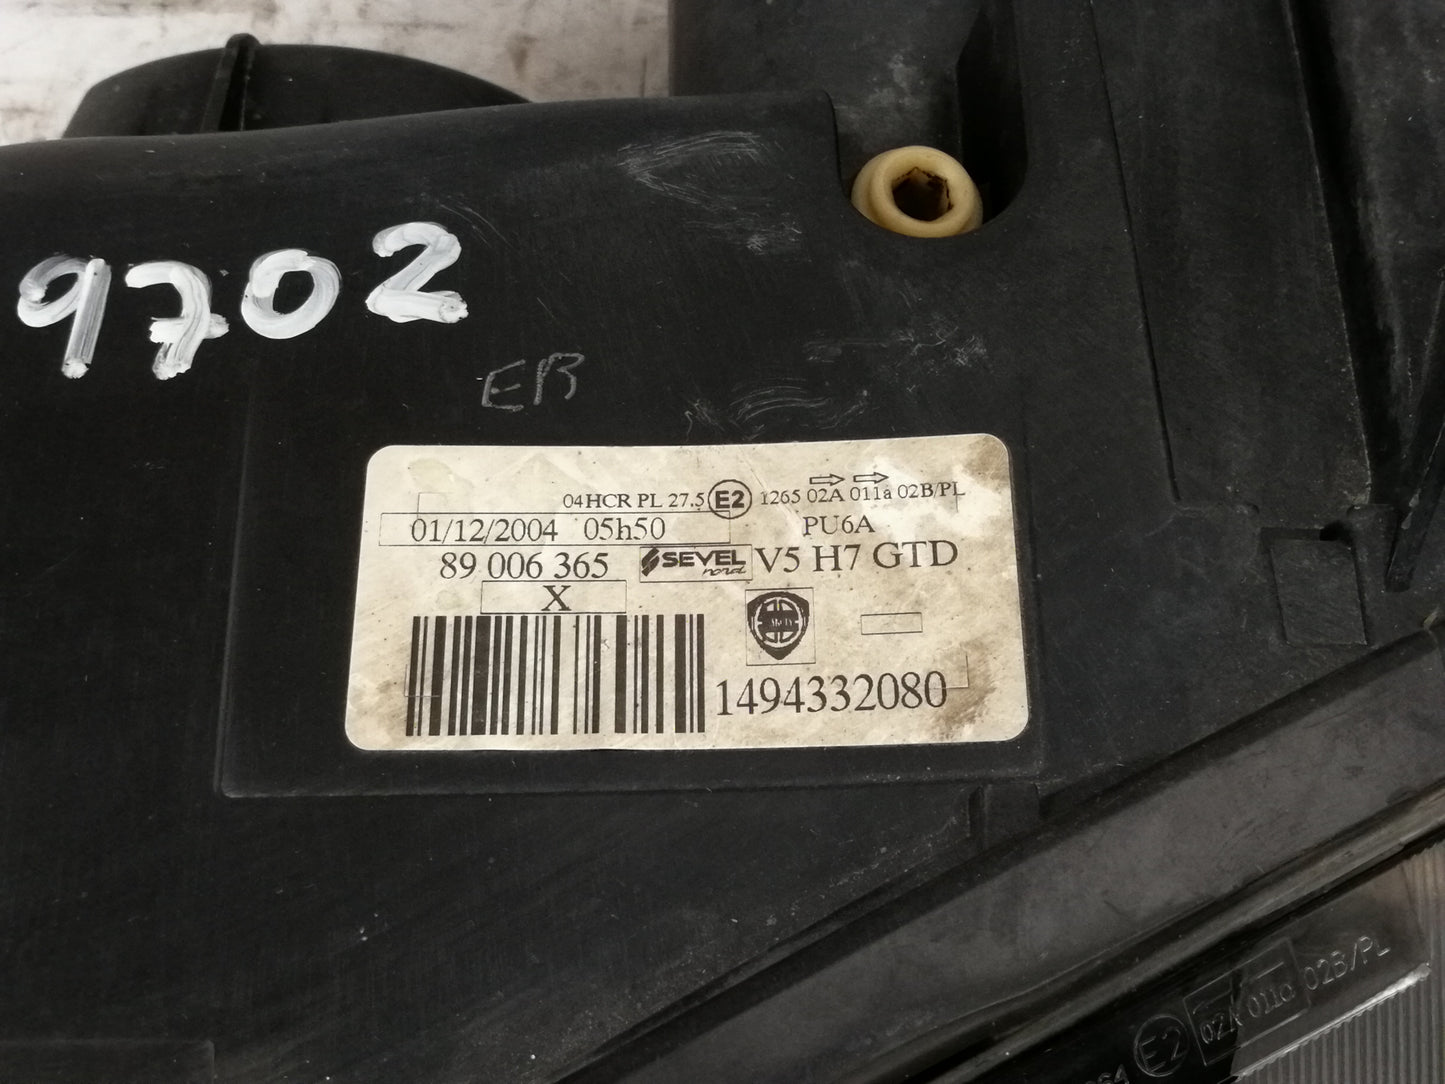 9702
EB
04HCR PL 27,5 E2 1265 02A 011a 02B/PL
01/12/2004 05h50 PU6A
89 006 365 SEVEL nord V5 H7 GTD
X
1494332080
E2 02A 011a 02B/PL